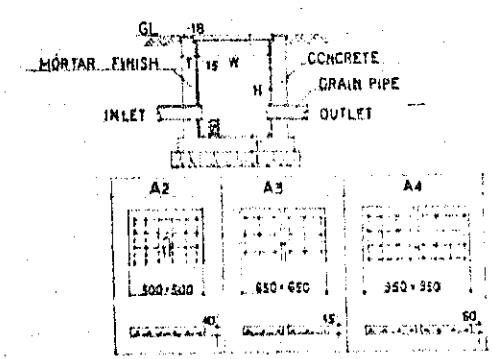 GL 18
MORTAR FINISH T 15 W CONCRETE
H DRAIN PIPE
INLET OUTLET
A2 A3 A4
500×500 650×650 950×950
40 45 60